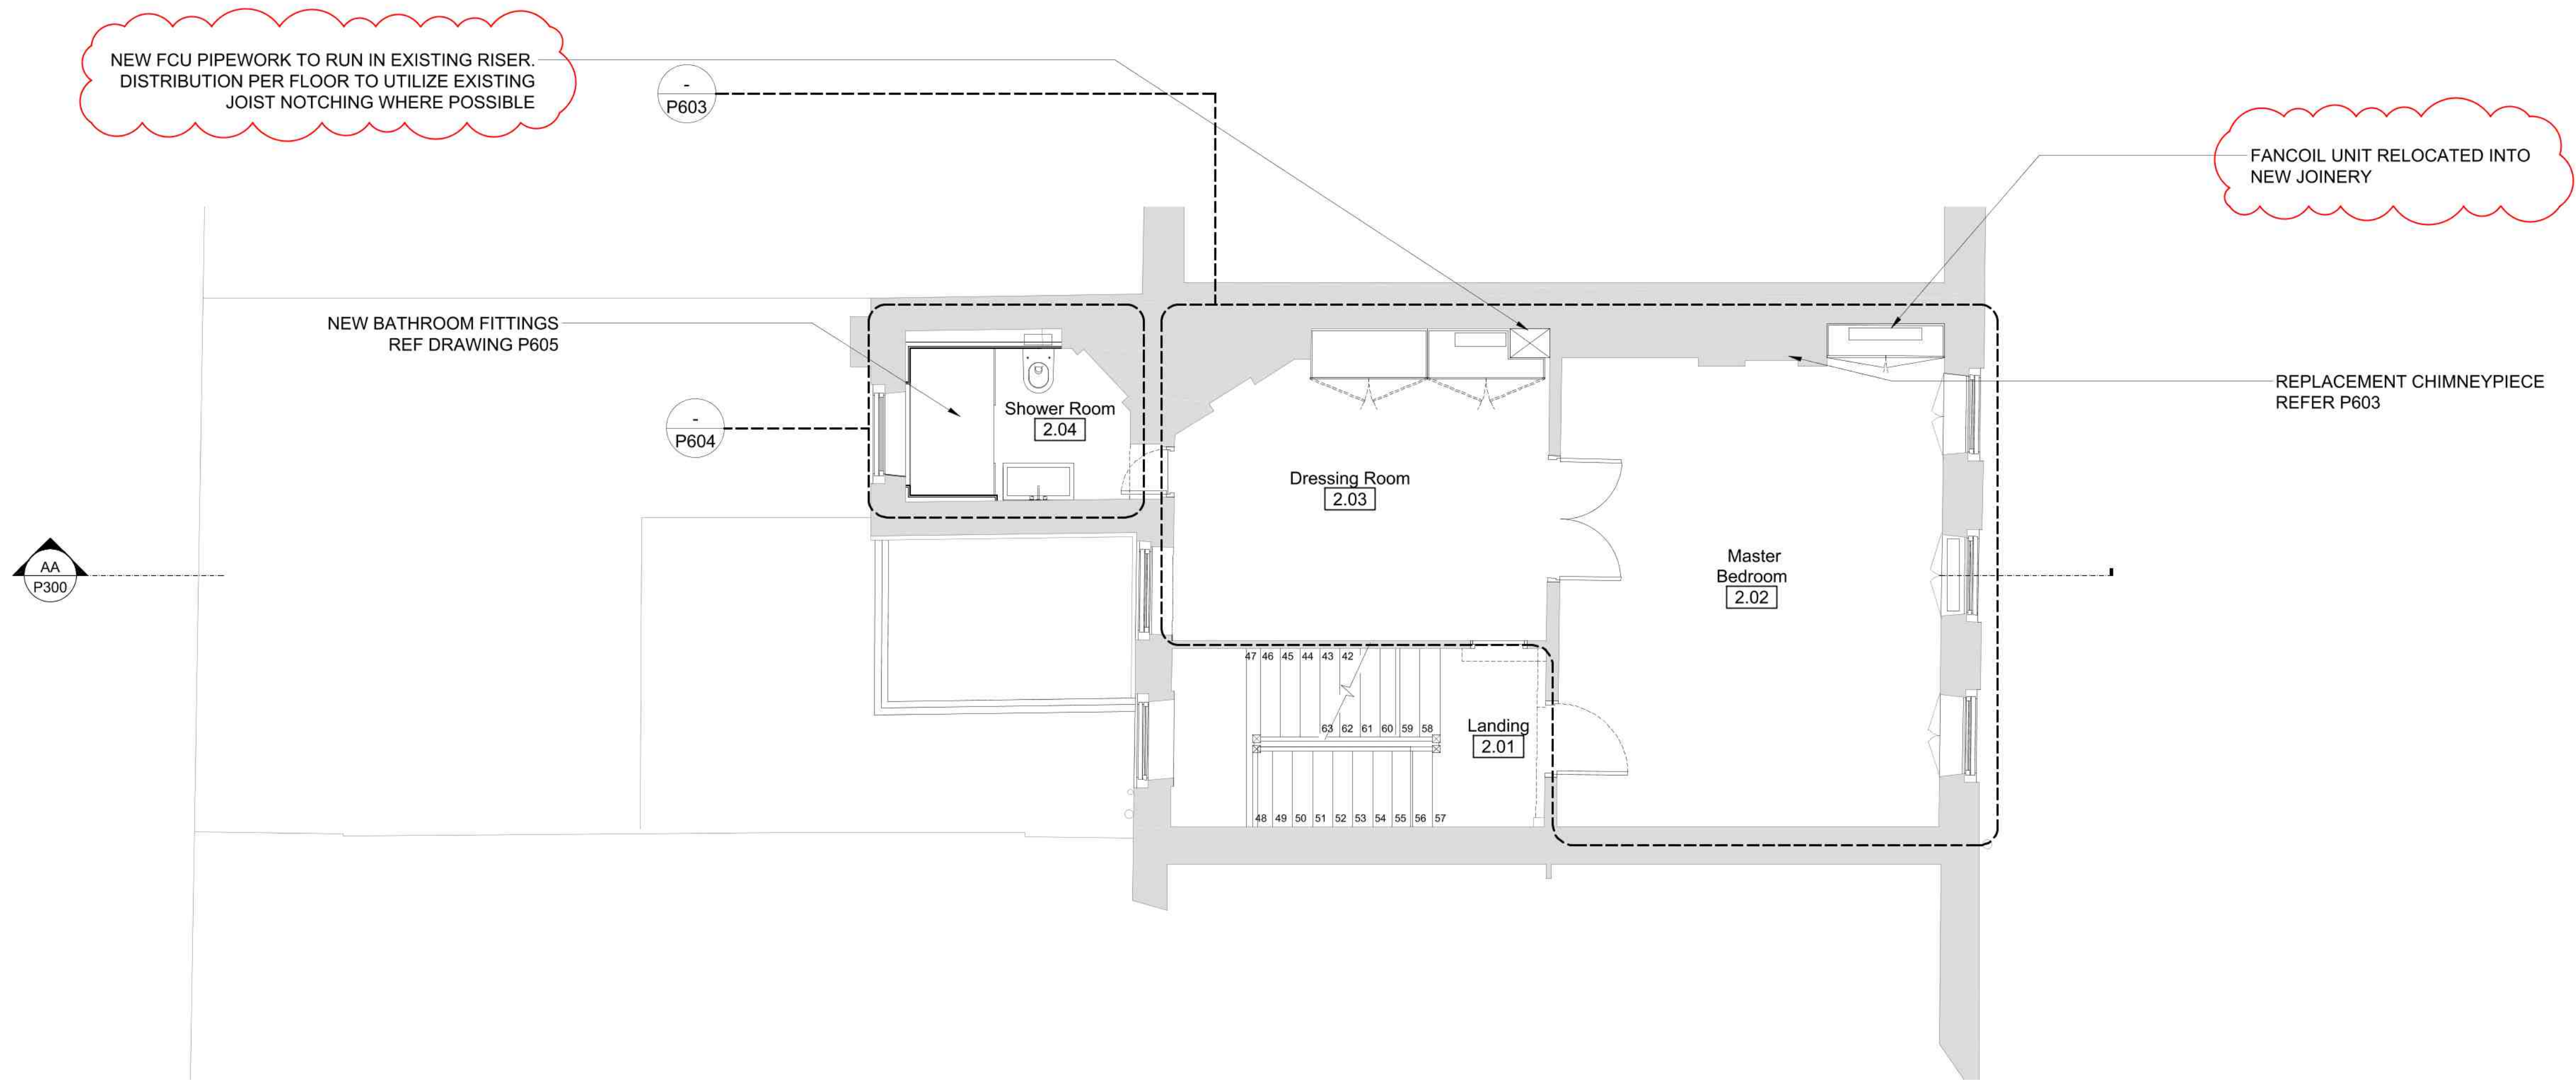 NEW FCU PIPEWORK TO RUN IN EXISTING RISER.
DISTRIBUTION PER FLOOR TO UTILIZE EXISTING
JOIST NOTCHING WHERE POSSIBLE
-
P603
FANCOIL UNIT RELOCATED INTO
NEW JOINERY
NEW BATHROOM FITTINGS
REF DRAWING P605
REPLACEMENT CHIMNEYPIECE
REFER P603
-
P604
Shower Room
2.04
Dressing Room
2.03
Master
Bedroom
2.02
AA
P300
47 46 45 44 43 42
63 62 61 60 59 58
Landing
2.01
48 49 50 51 52 53 54 55 56 57